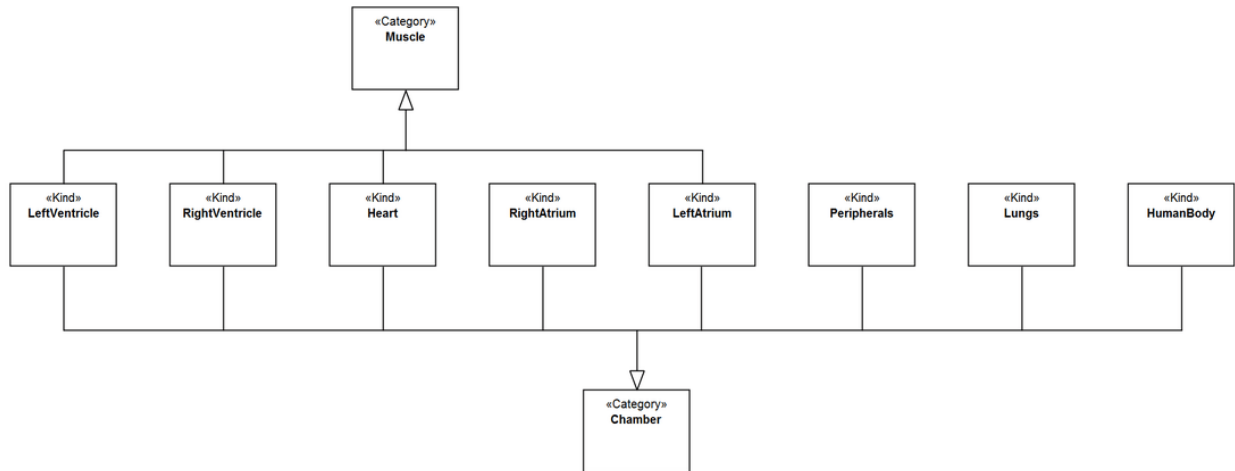 «Category»
Muscle
«Kind»
LeftVentricle
«Kind»
RightVentricle
«Kind»
Heart
«Kind»
RightAtrium
«Kind»
LeftAtrium
«Kind»
Peripherals
«Kind»
Lungs
«Kind»
HumanBody
«Category»
Chamber